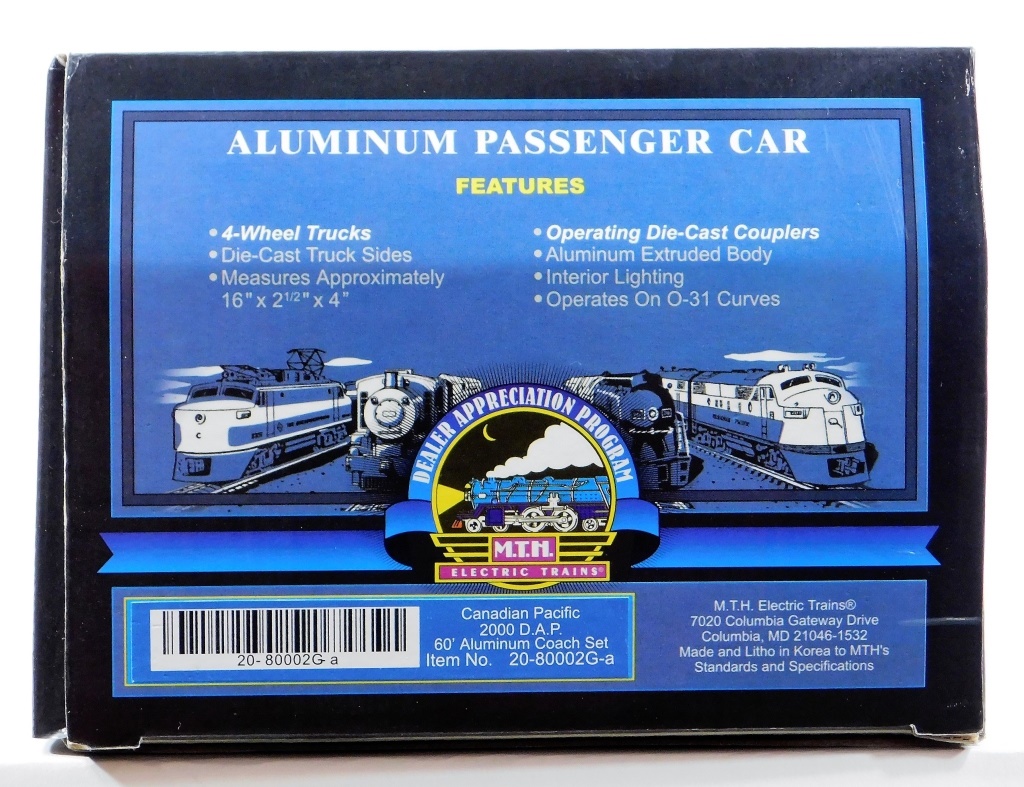 ALUMINUM PASSENGER CAR
FEATURES
• 4-Wheel Trucks
• Die-Cast Truck Sides
• Measures Approximately
16" x 2 1/2" x 4"
• Operating Die-Cast Couplers
• Aluminum Extruded Body
• Interior Lighting
• Operates On O-31 Curves
DEALER APPRECIATION PROGRAM
M.T.H.
ELECTRIC TRAINS®
20-80002G-a
Canadian Pacific
2000 D.A.P.
60' Aluminum Coach Set
Item No. 20-80002G-a
M.T.H. Electric Trains®
7020 Columbia Gateway Drive
Columbia, MD 21046-1532
Made and Litho in Korea to MTH's
Standards and Specifications